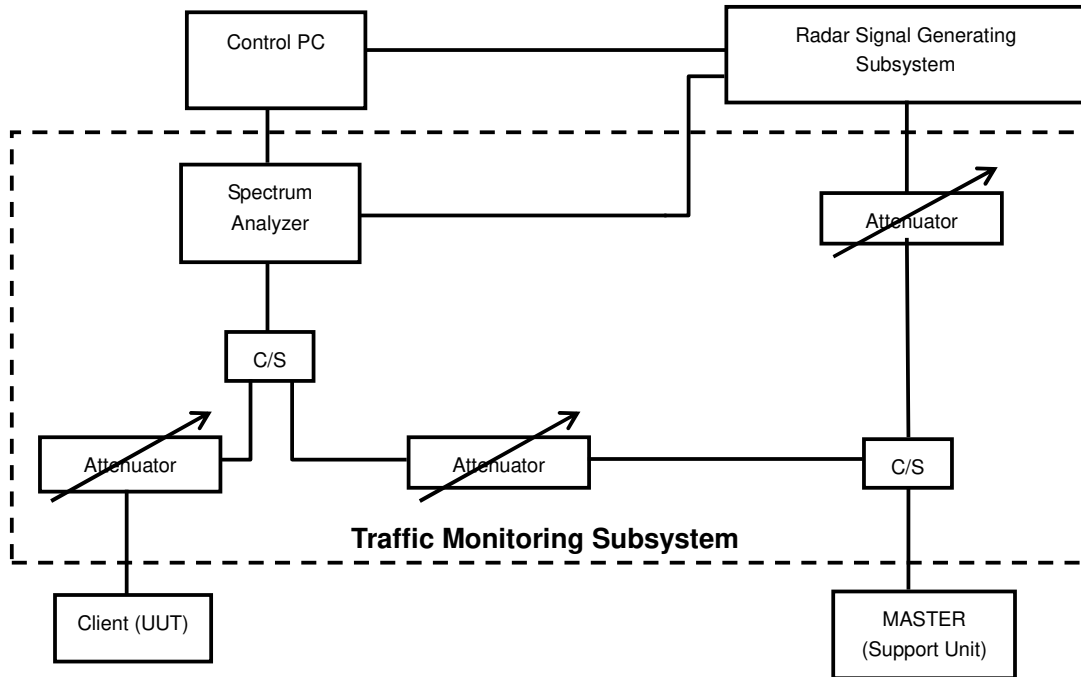 Control PC
Radar Signal Generating
Subsystem
Spectrum
Analyzer
Attenuator
C/S
Attenuator
Attenuator
C/S
Traffic Monitoring Subsystem
Client (UUT)
MASTER
(Support Unit)